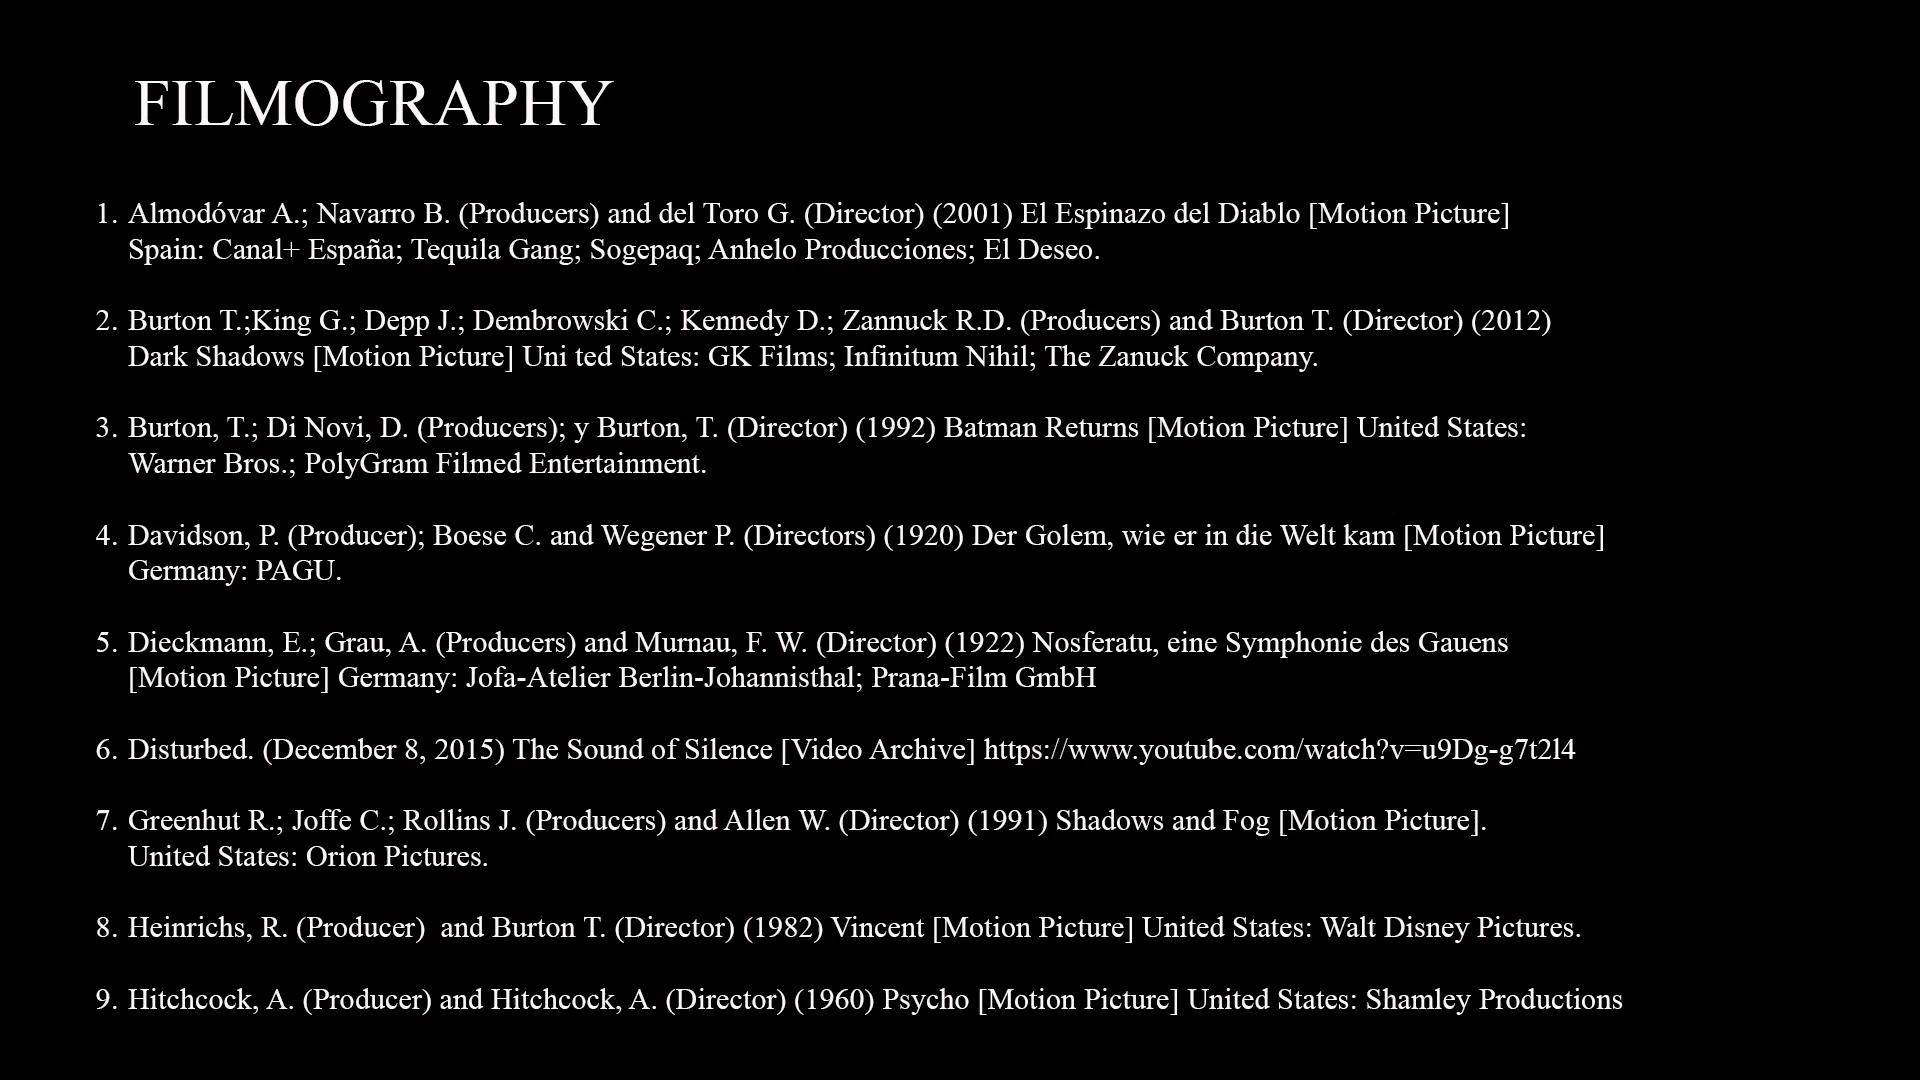 FILMOGRAPHY
1. Almodóvar A.; Navarro B. (Producers) and del Toro G. (Director) (2001) El Espinazo del Diablo [Motion Picture]
Spain: Canal+ España; Tequila Gang; Sogepaq; Anhelo Producciones; El Deseo.
2. Burton T.;King G.; Depp J.; Dembrowski C.; Kennedy D.; Zannuck R.D. (Producers) and Burton T. (Director) (2012)
Dark Shadows [Motion Picture] Uni ted States: GK Films; Infinitum Nihil; The Zanuck Company.
3. Burton, T.; Di Novi, D. (Producers); y Burton, T. (Director) (1992) Batman Returns [Motion Picture] United States:
Warner Bros.; PolyGram Filmed Entertainment.
4. Davidson, P. (Producer); Boese C. and Wegener P. (Directors) (1920) Der Golem, wie er in die Welt kam [Motion Picture]
Germany: PAGU.
5. Dieckmann, E.; Grau, A. (Producers) and Murnau, F. W. (Director) (1922) Nosferatu, eine Symphonie des Gauens
[Motion Picture] Germany: Jofa-Atelier Berlin-Johannisthal; Prana-Film GmbH
6. Disturbed. (December 8, 2015) The Sound of Silence [Video Archive] https://www.youtube.com/watch?v=u9Dg-g7t2l4
7. Greenhut R.; Joffe C.; Rollins J. (Producers) and Allen W. (Director) (1991) Shadows and Fog [Motion Picture].
United States: Orion Pictures.
8. Heinrichs, R. (Producer)  and Burton T. (Director) (1982) Vincent [Motion Picture] United States: Walt Disney Pictures.
9. Hitchcock, A. (Producer) and Hitchcock, A. (Director) (1960) Psycho [Motion Picture] United States: Shamley Productions